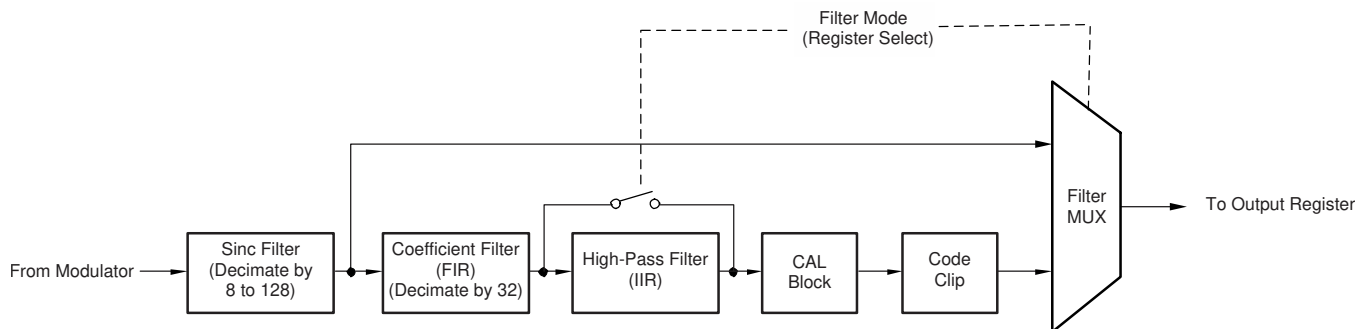 Filter Mode
(Register Select)
Filter
MUX
To Output Register
From Modulator
Sinc Filter
(Decimate by
8 to 128)
Coefficient Filter
(FIR)
(Decimate by 32)
High-Pass Filter
(IIR)
CAL
Block
Code
Clip